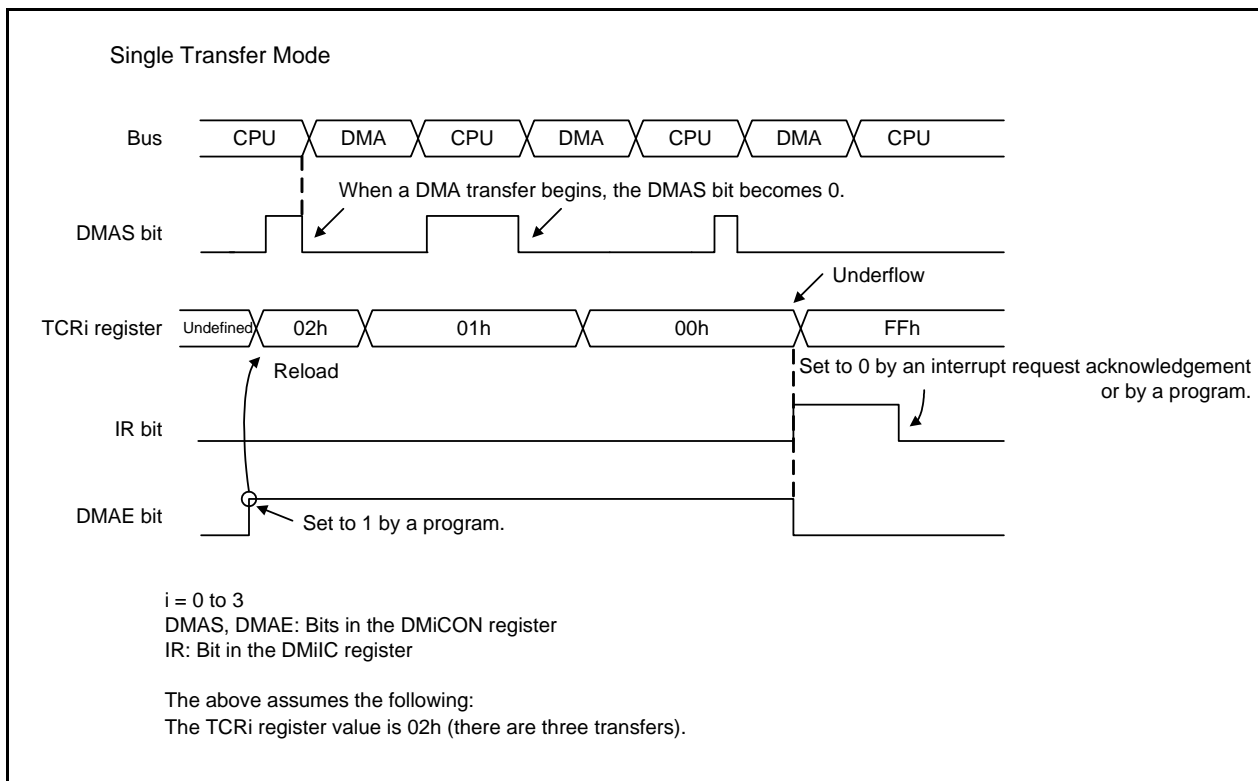 Single Transfer Mode
Bus
CPU
DMA
CPU
DMA
CPU
DMA
CPU
When a DMA transfer begins, the DMAS bit becomes 0.
DMAS bit
Underflow
TCRi register
Undefined
02h
01h
00h
FFh
Reload
Set to 0 by an interrupt request acknowledgement
or by a program.
IR bit
DMAE bit
Set to 1 by a program.
i = 0 to 3
DMAS, DMAE: Bits in the DMiCON register
IR: Bit in the DMiIC register
The above assumes the following:
The TCRi register value is 02h (there are three transfers).